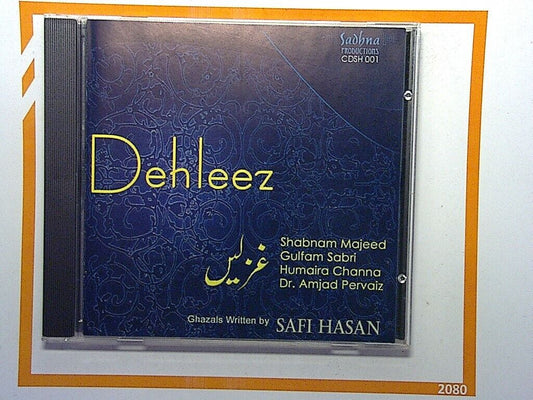 Sadhna
PRODUCTIONS
CDSH 001
Dehleez
غزلیں
Shabnam Majeed
Gulfam Sabri
Humaira Channa
Dr. Amjad Pervaiz
Ghazals Written by SAFI HASAN
2080